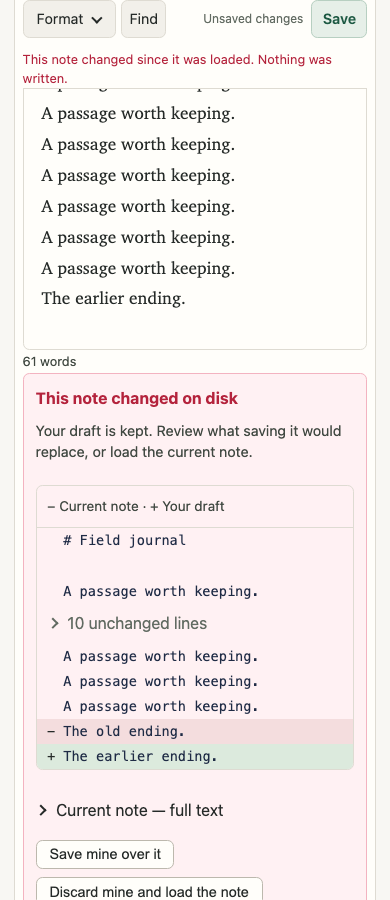 Format
Find
Unsaved changes
Save
This note changed since it was loaded. Nothing was
written.
A passage worth keeping.
A passage worth keeping.
A passage worth keeping.
A passage worth keeping.
A passage worth keeping.
A passage worth keeping.
The earlier ending.
61 words
This note changed on disk
Your draft is kept. Review what saving it would
replace, or load the current note.
− Current note · + Your draft
# Field journal
A passage worth keeping.
10 unchanged lines
A passage worth keeping.
A passage worth keeping.
A passage worth keeping.
− The old ending.
+ The earlier ending.
Current note — full text
Save mine over it
Discard mine and load the note